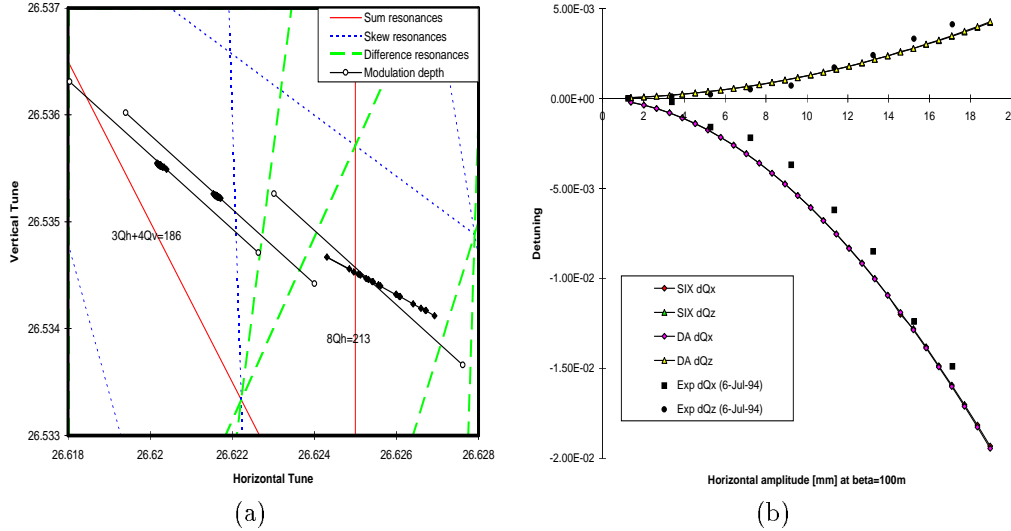 26.537
26.536
26.535
26.534
26.533
Vertical Tune
Sum resonances
Skew resonances
Difference resonances
Modulation depth
3Qh+4Qv=186
8Qh=213
26.618
26.62
26.622
26.624
26.626
26.628
Horizontal Tune
(a)
5.00E-03
0.00E+00
-5.00E-03
-1.00E-02
-1.50E-02
-2.00E-02
Detuning
0 2 4 6 8 10 12 14 16 18 20
SIX dQx
SIX dQz
DA dQx
DA dQz
Exp dQx (6-Jul-94)
Exp dQz (6-Jul-94)
Horizontal amplitude [mm] at beta=100m
(b)